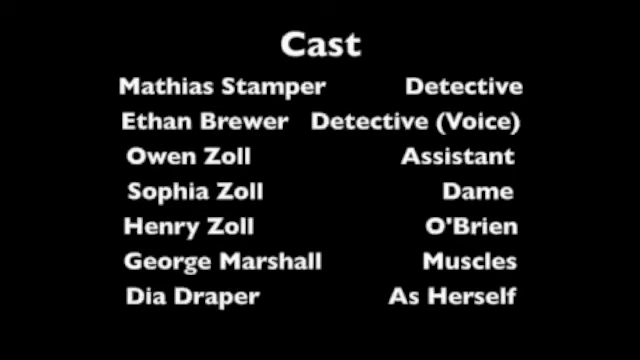 Cast
Mathias Stamper Detective
Ethan Brewer Detective (Voice)
Owen Zoll Assistant
Sophia Zoll Dame
Henry Zoll O'Brien
George Marshall Muscles
Dia Draper As Herself